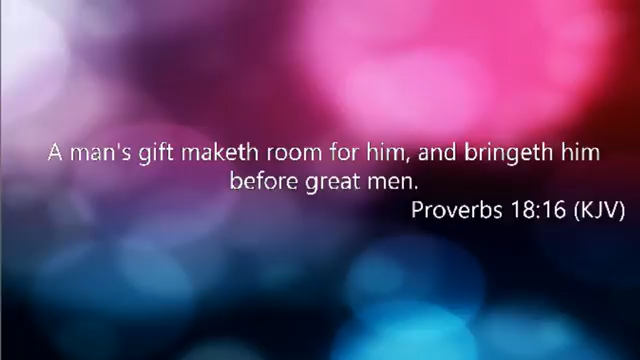 A man's gift maketh room for him, and bringeth him
before great men.
Proverbs 18:16 (KJV)